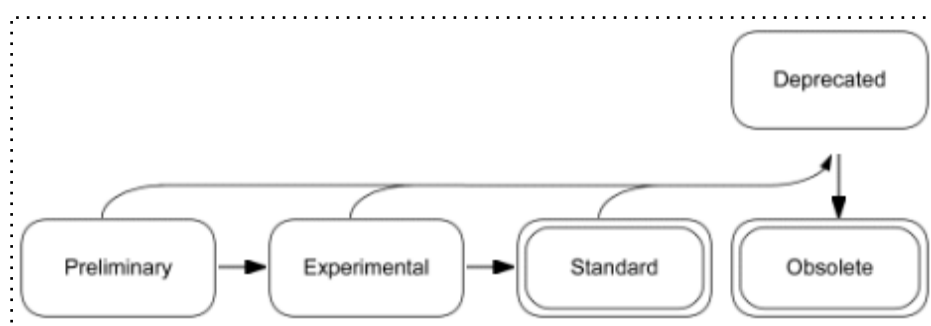 Deprecated
Preliminary
Experimental
Standard
Obsolete